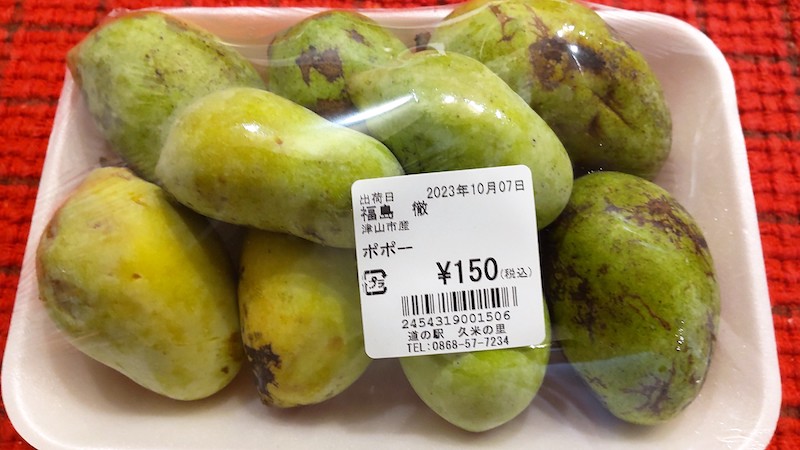 出荷日 2023年10月07日
福島 徹
津山市産
ポポー
¥150(税込)
プラ
2454319001506
道の駅 久米の里
TEL:0868-57-7234